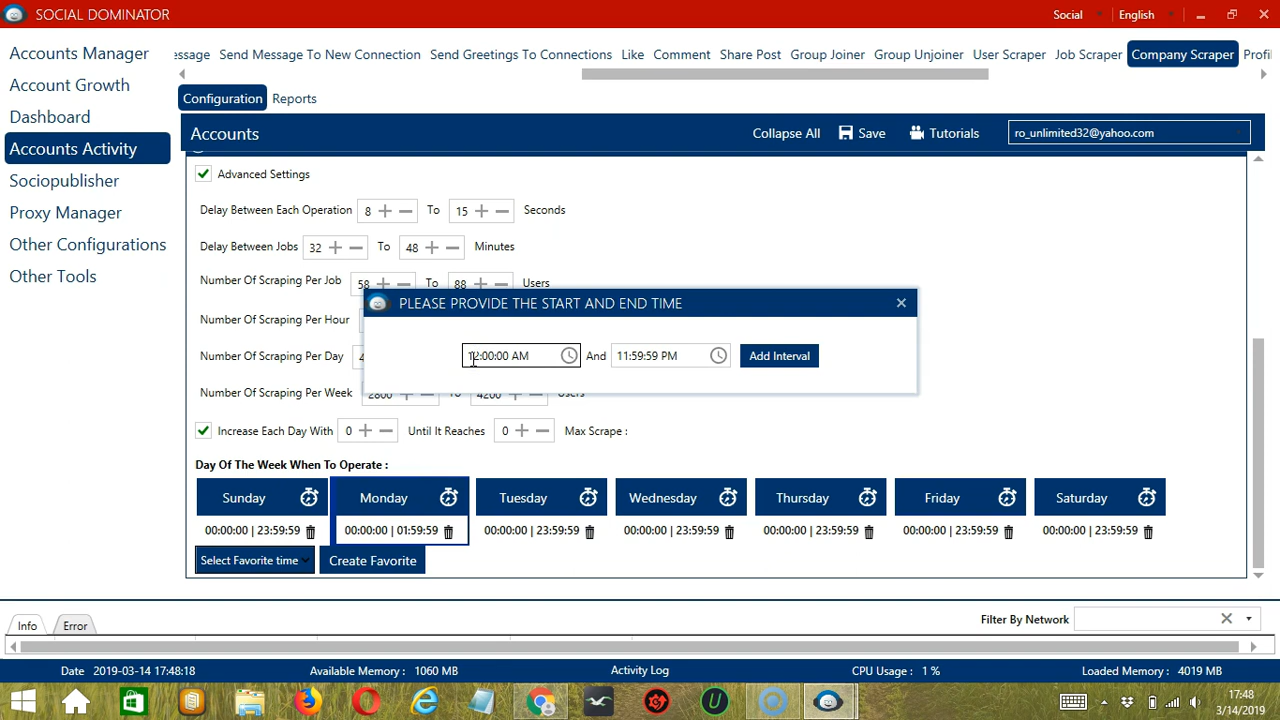 SOCIAL DOMINATOR
Social
English
Accounts Manager
Account Growth
Dashboard
Accounts Activity
Sociopublisher
Proxy Manager
Other Configurations
Other Tools
essage Send Message To New Connection Send Greetings To Connections Like Comment Share Post Group Joiner Group Unjoiner User Scraper Job Scraper Company Scraper Profi
Configuration Reports
Accounts Collapse All Save Tutorials ro_unlimited32@yahoo.com
Advanced Settings
Delay Between Each Operation 8 To 15 Seconds
Delay Between Jobs 32 To 48 Minutes
Number Of Scraping Per Job 58 To 88 Users
Number Of Scraping Per Hour
Number Of Scraping Per Day 4
Number Of Scraping Per Week 2800 To 4200 Users
PLEASE PROVIDE THE START AND END TIME
12:00:00 AM And 11:59:59 PM Add Interval
Increase Each Day With 0 Until It Reaches 0 Max Scrape :
Day Of The Week When To Operate :
Sunday Monday Tuesday Wednesday Thursday Friday Saturday
00:00:00 | 23:59:59 00:00:00 | 01:59:59 00:00:00 | 23:59:59 00:00:00 | 23:59:59 00:00:00 | 23:59:59 00:00:00 | 23:59:59 00:00:00 | 23:59:59
Select Favorite time Create Favorite
Info Error Filter By Network
Date 2019-03-14 17:48:18 Available Memory : 1060 MB Activity Log CPU Usage : 1 % Loaded Memory : 4019 MB
17:48
3/14/2019